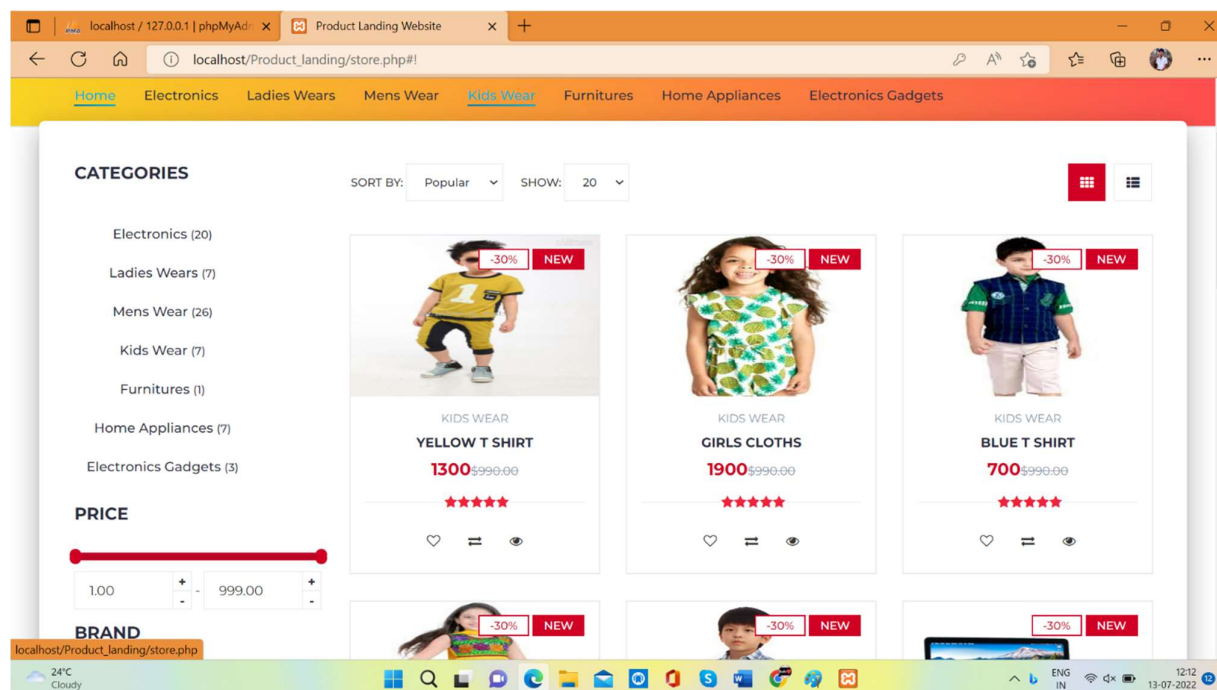 localhost / 127.0.0.1 | phpMyAdn
Product Landing Website
localhost/Product_landing/store.php#!
Home Electronics Ladies Wears Mens Wear Kids Wear Furnitures Home Appliances Electronics Gadgets
CATEGORIES
SORT BY: Popular SHOW: 20
Electronics (20)
Ladies Wears (7)
Mens Wear (26)
Kids Wear (7)
Furnitures (1)
Home Appliances (7)
Electronics Gadgets (3)
PRICE
1.00 + - - 999.00 + -
BRAND
-30% NEW
KIDS WEAR
YELLOW T SHIRT
1300$990.00
-30% NEW
KIDS WEAR
GIRLS CLOTHS
1900$990.00
-30% NEW
KIDS WEAR
BLUE T SHIRT
700$990.00
-30% NEW
-30% NEW
-30% NEW
localhost/Product_landing/store.php
24°C
Cloudy
ENG
IN
12:12
13-07-2022
12